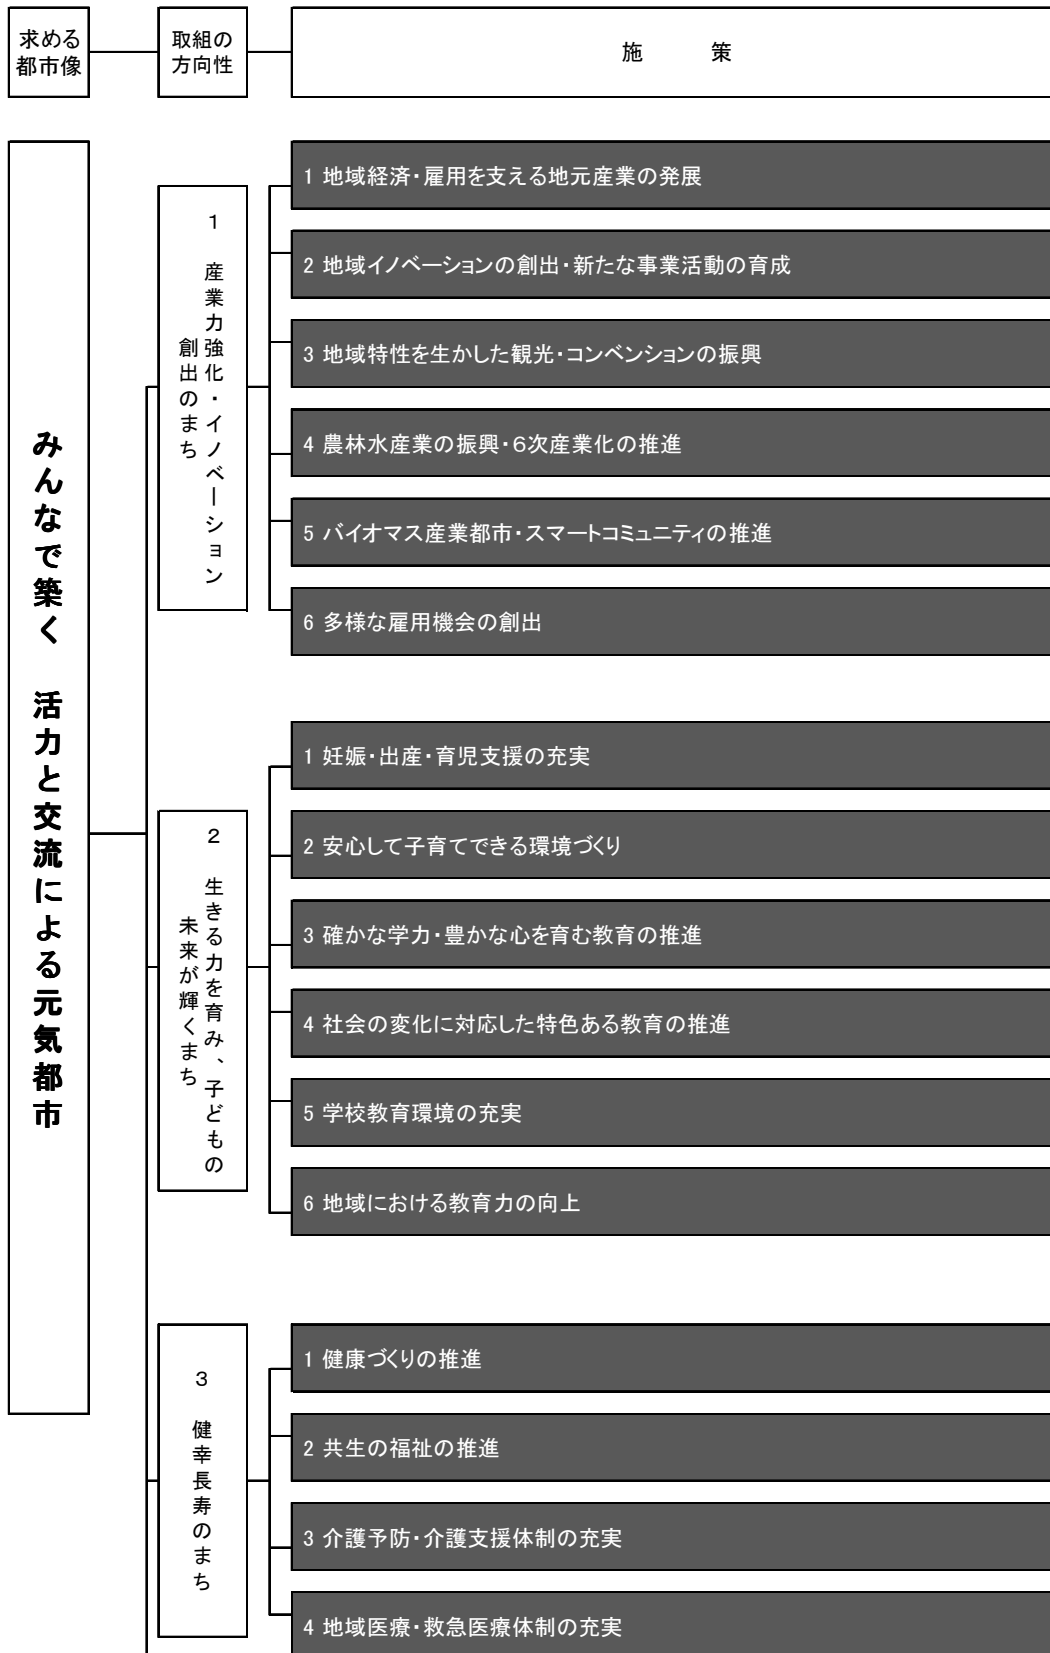 求める
都市像
取組の
方向性
施　　策
みんなで築く　活力と交流による元気都市
1　産業力強化・イノベーション
創出のまち
1 地域経済・雇用を支える地元産業の発展
2 地域イノベーションの創出・新たな事業活動の育成
3 地域特性を生かした観光・コンベンションの振興
4 農林水産業の振興・6次産業化の推進
5 バイオマス産業都市・スマートコミュニティの推進
6 多様な雇用機会の創出
2　生きる力を育み、子どもの
未来が輝くまち
1 妊娠・出産・育児支援の充実
2 安心して子育てできる環境づくり
3 確かな学力・豊かな心を育む教育の推進
4 社会の変化に対応した特色ある教育の推進
5 学校教育環境の充実
6 地域における教育力の向上
3　健幸長寿のまち
1 健康づくりの推進
2 共生の福祉の推進
3 介護予防・介護支援体制の充実
4 地域医療・救急医療体制の充実